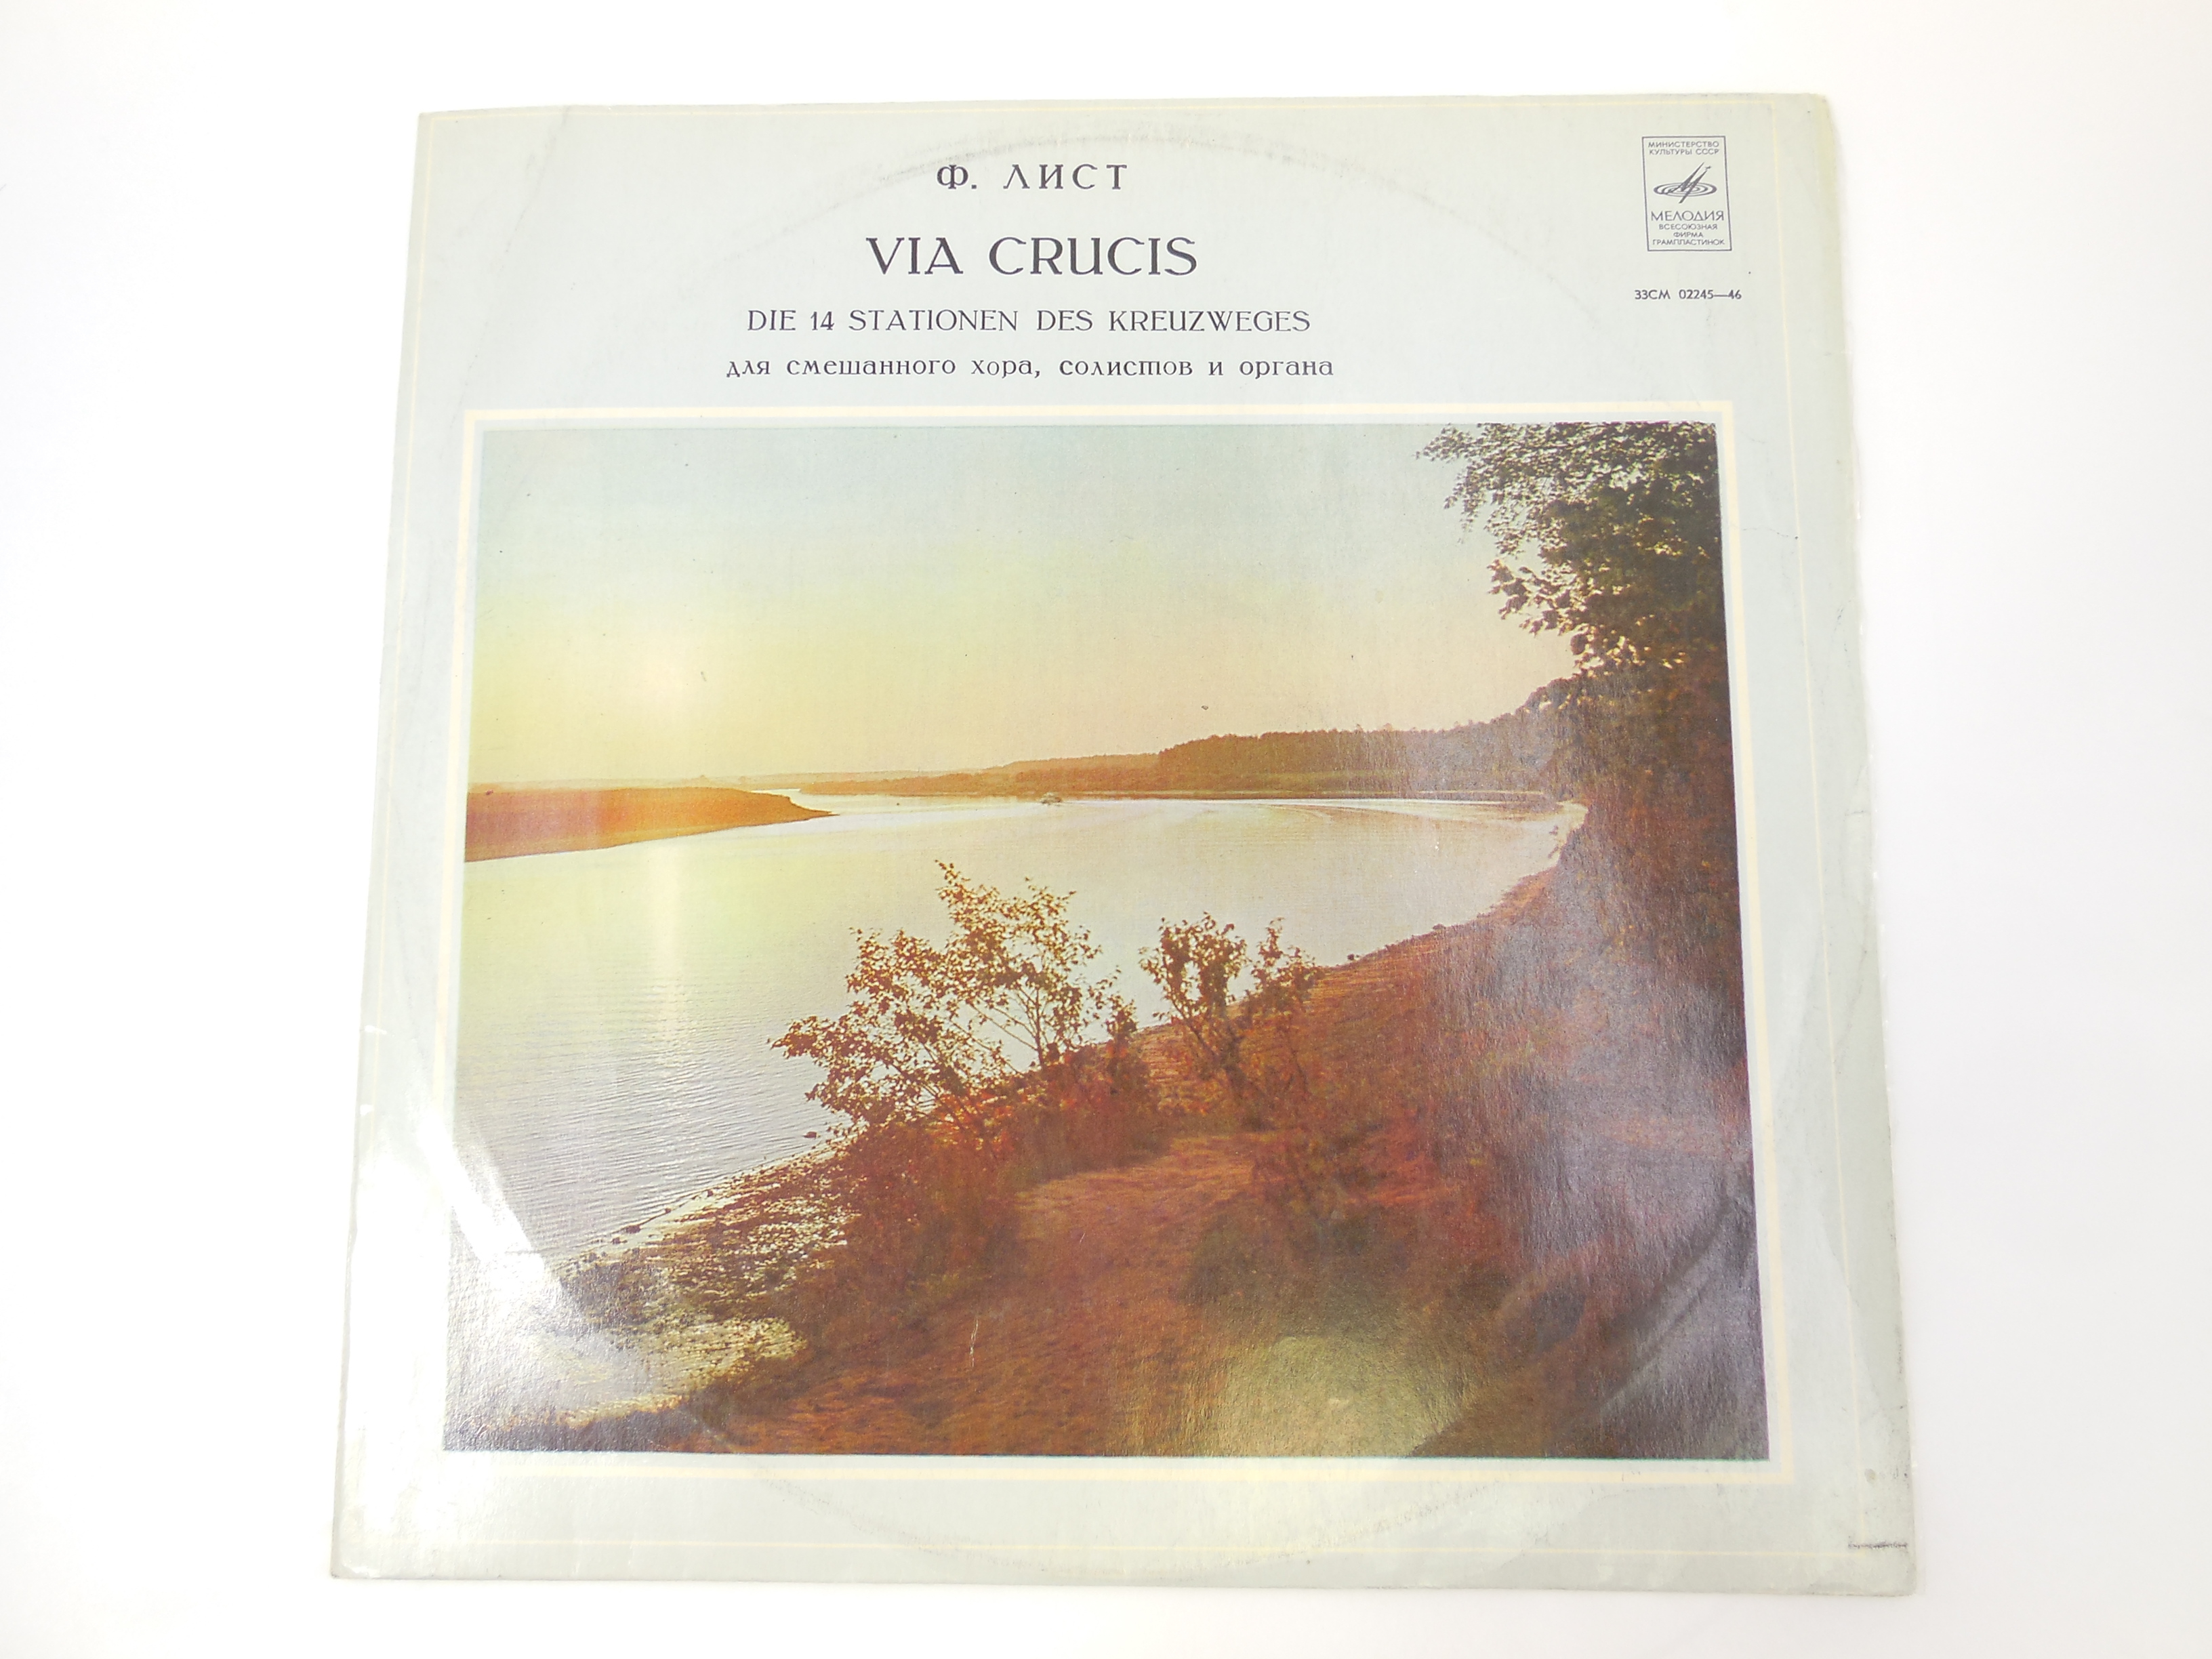 Ф. ЛИСТ
VIA CRUCIS
DIE 14 STATIONEN DES KREUZWEGES
для смешанного хора, солистов и органа
МИНИСТЕРСТВО
КУЛЬТУРЫ СССР
МЕЛОДИЯ
ВСЕСОЮЗНАЯ
ФИРМА
ГРАМПЛАСТИНОК
33СМ 02245—46